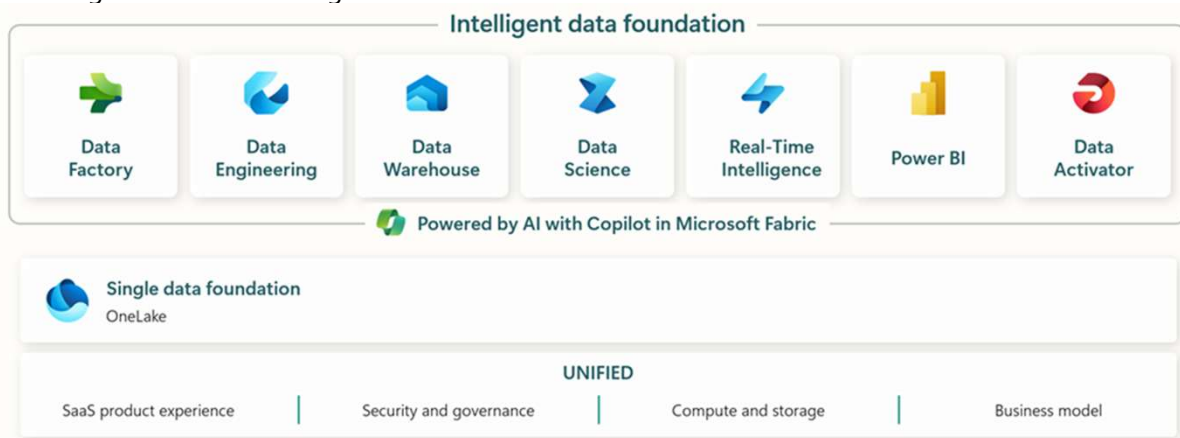 Intelligent data foundation
Data
Factory
Data
Engineering
Data
Warehouse
Data
Science
Real-Time
Intelligence
Power BI
Data
Activator
Powered by AI with Copilot in Microsoft Fabric
Single data foundation
OneLake
UNIFIED
SaaS product experience
Security and governance
Compute and storage
Business model